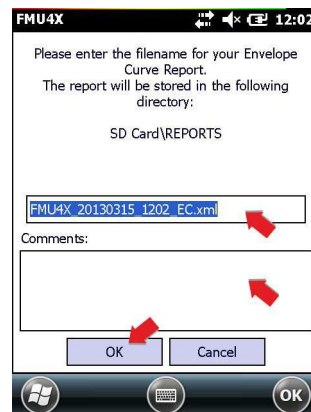 FMU4X 12:02
Please enter the filename for your Envelope
Curve Report.
The report will be stored in the following
directory:
SD Card\REPORTS
FMU4X_20130315_1202_EC.xml
Comments:
OK Cancel
OK